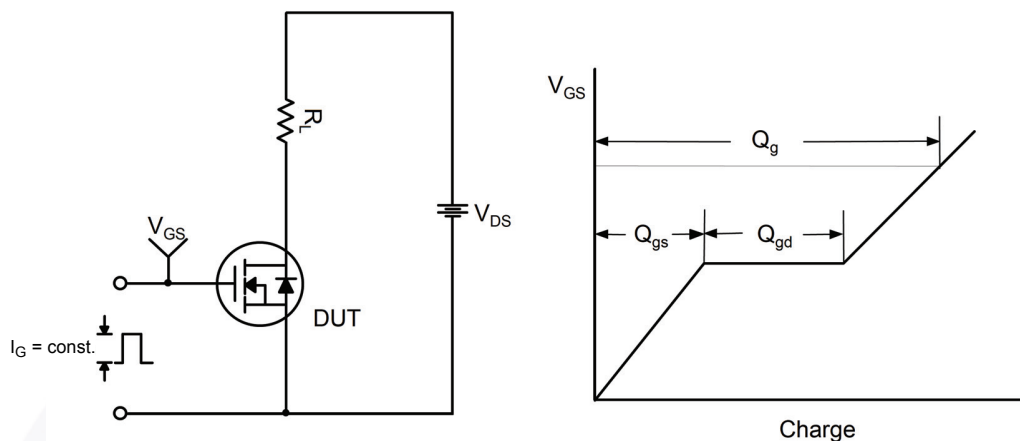 R_L
V_GS
V_DS
DUT
I_G = const.
V_GS
Q_g
Q_gs
Q_gd
Charge